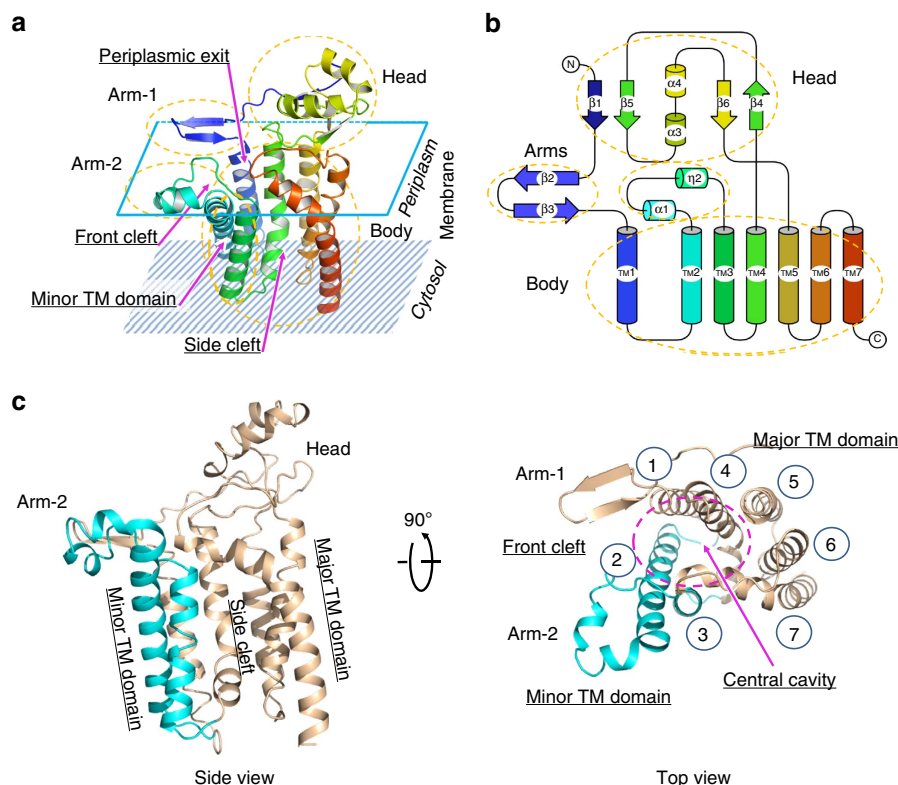 a
Periplasmic exit
Head
Arm-1
Arm-2
Periplasm
Membrane
Front cleft
Body
Minor TM domain
Cytosol
Side cleft
b
N
Head
α4
β1
β5
β6
β4
α3
Arms
β2
η2
β3
α1
Body
TM1
TM2
TM3
TM4
TM5
TM6
TM7
C
c
Head
Arm-2
Minor TM domain
Side cleft
Major TM domain
90°
Side view
Major TM domain
Arm-1
1
4
5
Front cleft
6
2
Arm-2
3
7
Central cavity
Minor TM domain
Top view